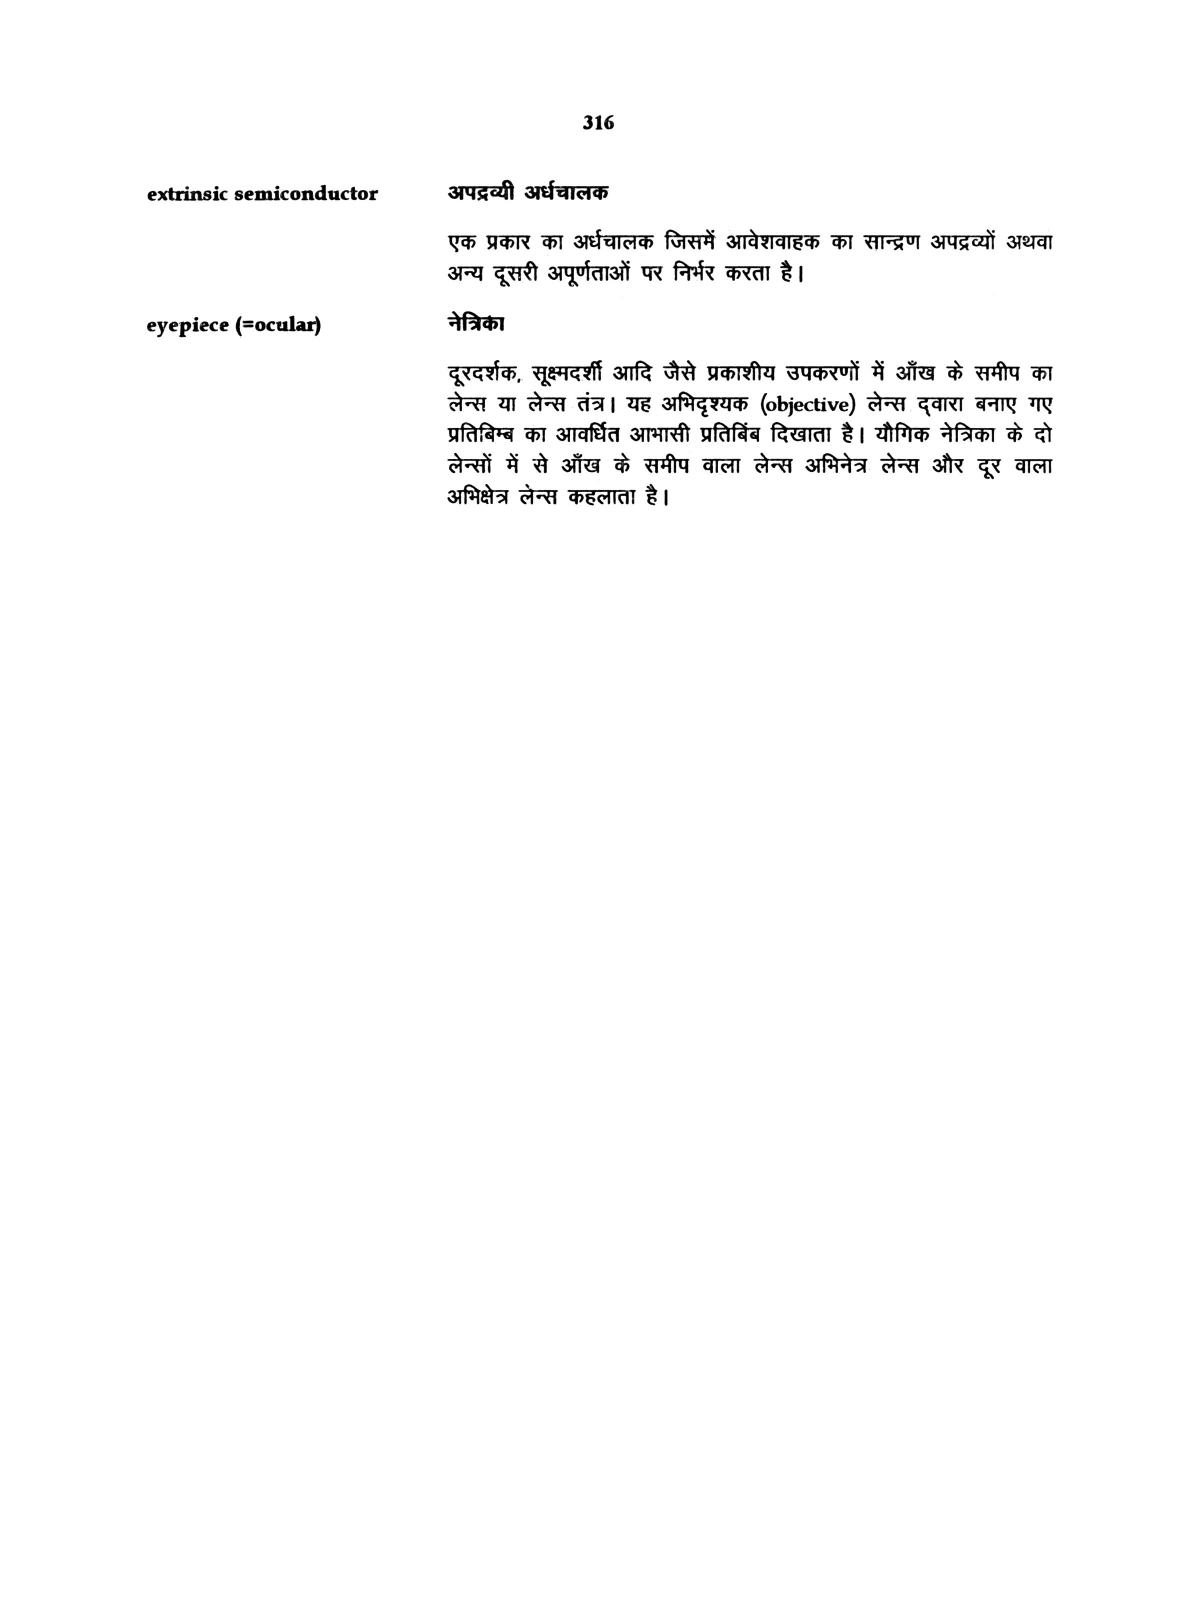 316
extrinsic semiconductor अपद्रव्यी अर्धचालक
एक प्रकार का अर्धचालक जिसमें आवेशवाहक का सान्द्रण अपद्रव्यों अथवा
अन्य दूसरी अपूर्णताओं पर निर्भर करता है।
eyepiece (=ocular) नेत्रिका
दूरदर्शक, सूक्ष्मदर्शी आदि जैसे प्रकाशीय उपकरणों में आँख के समीप का
लेन्स या लेन्स तंत्र। यह अभिदृश्यक (objective) लेन्स द्वारा बनाए गए
प्रतिबिम्ब का आवर्धित आभासी प्रतिबिंब दिखाता है। यौगिक नेत्रिका के दो
लेन्सों में से आँख के समीप वाला लेन्स अभिनेत्र लेन्स और दूर वाला
अभिक्षेत्र लेन्स कहलाता है।